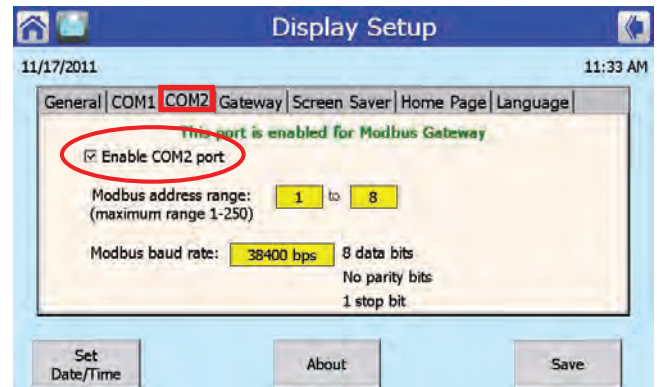 Display Setup
11/17/2011 11:33 AM
General COM1 COM2 Gateway Screen Saver Home Page Language
This port is enabled for Modbus Gateway
Enable COM2 port
Modbus address range: 1 to 8
(maximum range 1-250)
Modbus baud rate: 38400 bps 8 data bits
No parity bits
1 stop bit
Set
Date/Time
About
Save